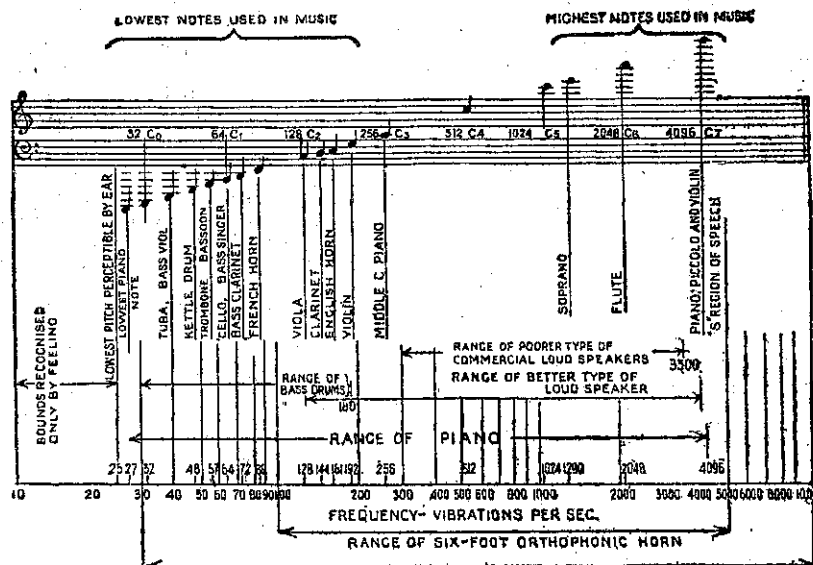 LOWEST NOTES USED IN MUSIC
HIGHEST NOTES USED IN MUSIC
32 C0
64 C1
128 C2
256 C3
512 C4
1024 C5
2048 C6
4096 C7
BOUNDS RECOGNISED
ONLY BY FEELING
LOWEST PITCH PERCEPTIBLE BY EAR
LOWEST PIANO
NOTE
TUBA, BASS VIOL
KETTLE DRUM
TROMBONE BASSOON
'CELLO, BASS SINGER
BASS CLARINET
FRENCH HORN
VIOLA
CLARINET
ENGLISH HORN
VIOLIN
MIDDLE C PIANO
SOPRANO
FLUTE
PIANO, PICCOLO AND VIOLIN
"S" REGION OF SPEECH
RANGE OF POORER TYPE OF
COMMERCIAL LOUD SPEAKERS
3500
RANGE OF
BASS DRUMS
180
RANGE OF BETTER TYPE OF
LOUD SPEAKER
RANGE OF PIANO
25 27 32 48 57 64 72 128 144 161 192 256 512 1024 2048 4096
10 20 30 40 50 60 70 80 90 100 200 300 400 500 600 800 1000 2000 3000 4000 5000 6000
FREQUENCY- VIBRATIONS PER SEC.
RANGE OF SIX-FOOT ORTHOPHONIC HORN